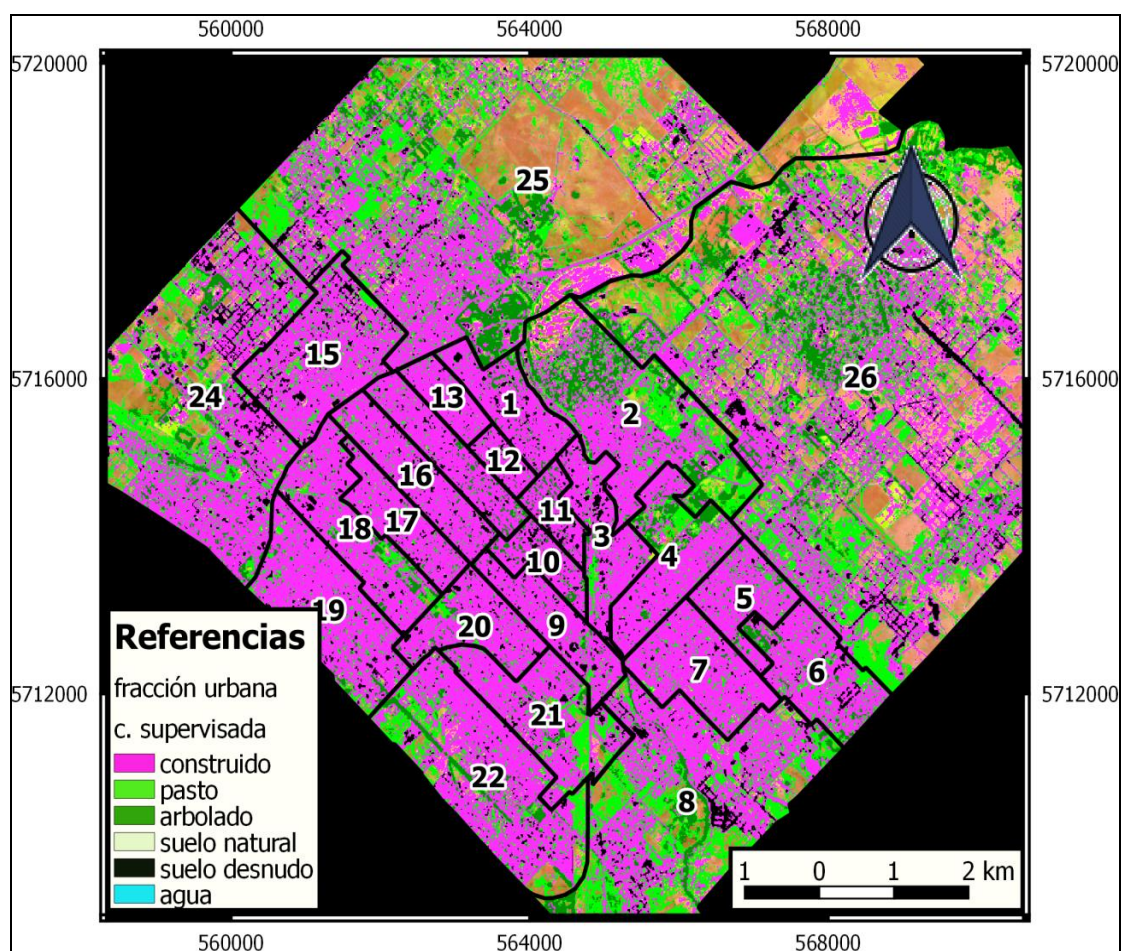 560000 564000 568000
5720000 5720000
25
15
24
26
5716000 5716000
13 1 2
12
16
11
18 17 3
10 4
5
19 20 9
7 6
5712000 5712000
21
22
8
Referencias
fracción urbana
c. supervisada
construido
pasto
arbolado
suelo natural
suelo desnudo
agua
1 0 1 2 km
560000 564000 568000